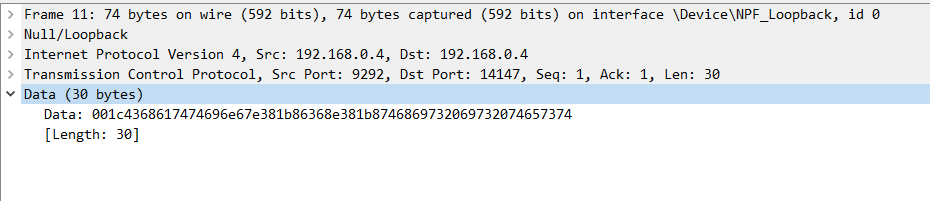 Frame 11: 74 bytes on wire (592 bits), 74 bytes captured (592 bits) on interface \Device\NPF_Loopback, id 0
Null/Loopback
Internet Protocol Version 4, Src: 192.168.0.4, Dst: 192.168.0.4
Transmission Control Protocol, Src Port: 9292, Dst Port: 14147, Seq: 1, Ack: 1, Len: 30
Data (30 bytes)
Data: 001c4368617474696e67e381b86368e381b8746869732069732074657374
[Length: 30]